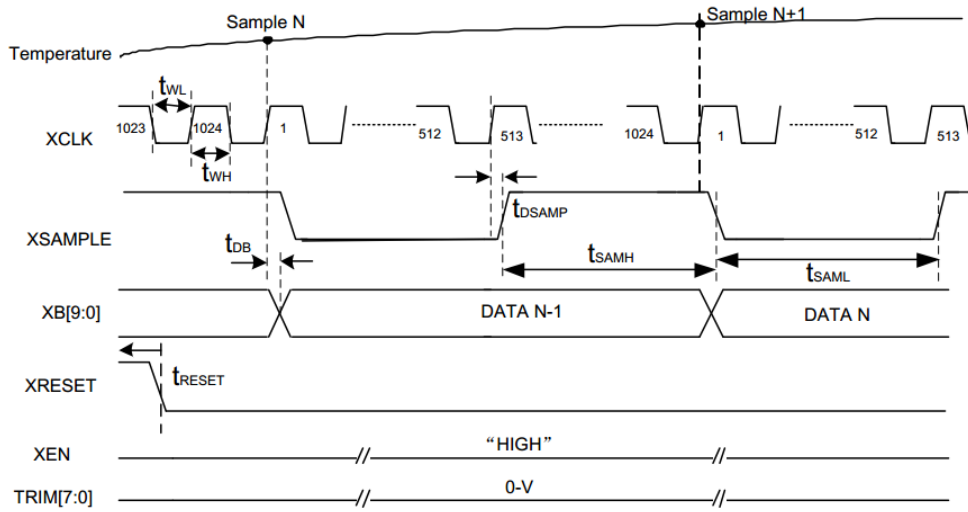 Sample N
Sample N+1
Temperature
tWL
1023
1024
1
512
513
1024
1
512
513
XCLK
tWH
tDSAMP
XSAMPLE
tDB
tSAMH
tSAML
XB[9:0]
DATA N-1
DATA N
XRESET
tRESET
XEN
“HIGH”
TRIM[7:0]
0-V